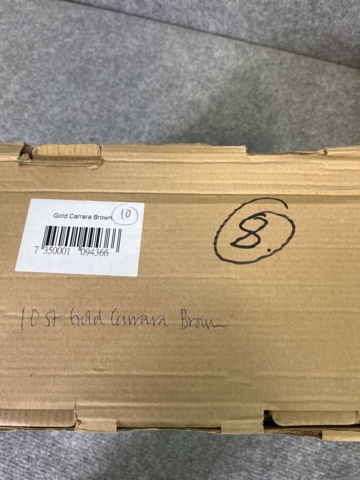 Gold Carrara Brown
10
7 350001 094366
8.
10 st Gold Carrara Brown